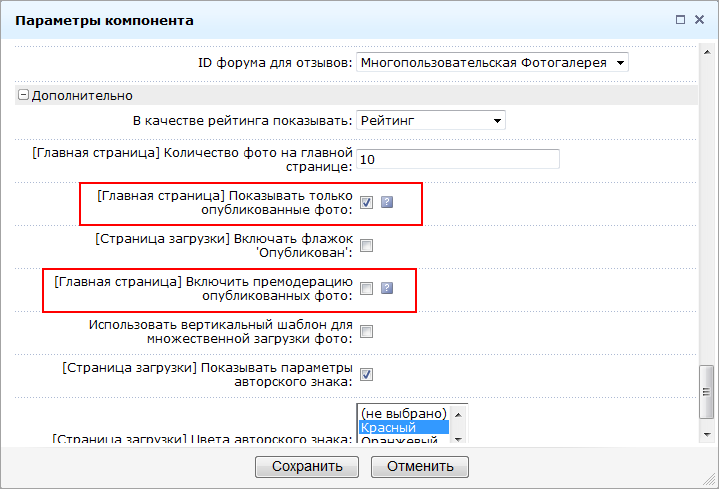 Параметры компонента
ID форума для отзывов: Многопользовательская Фотогалерея
Дополнительно
В качестве рейтинга показывать: Рейтинг
[Главная страница] Количество фото на главной
странице: 10
[Главная страница] Показывать только
опубликованные фото: ?
[Страница загрузки] Включать флажок
'Опубликован':
[Главная страница] Включить премодерацию
опубликованных фото: ?
Использовать вертикальный шаблон для
множественной загрузки фото:
[Страница загрузки] Показывать параметры
авторского знака:
(не выбрано)
Красный
[Страница загрузки] Цвета авторского знака: Оранжевый
Сохранить Отменить